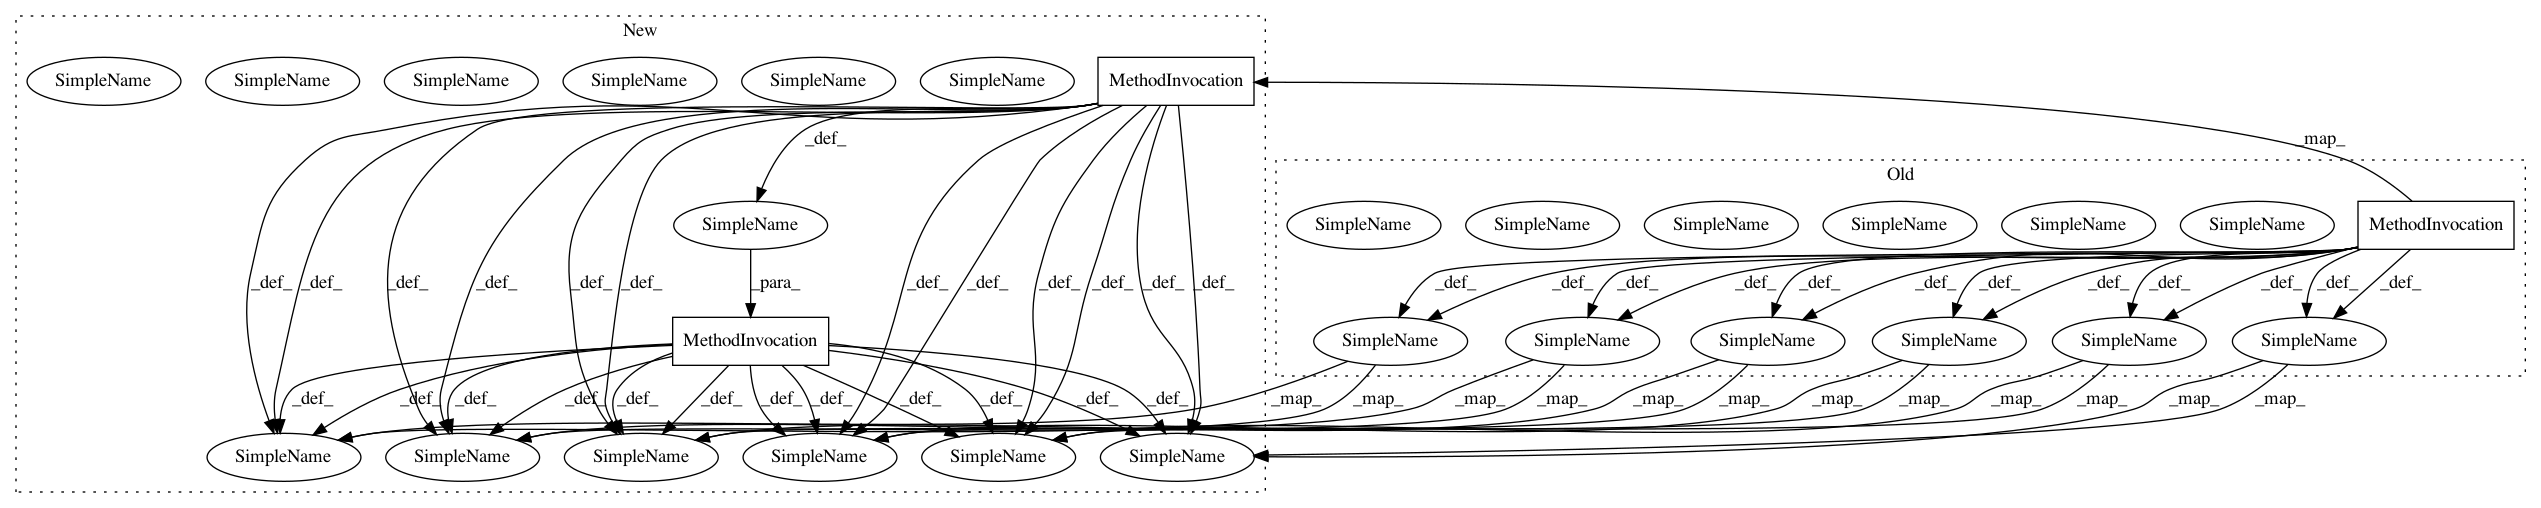 New
SimpleName SimpleName SimpleName SimpleName SimpleName SimpleName MethodInvocation
_def_ _map_
Old
SimpleName SimpleName SimpleName SimpleName SimpleName SimpleName SimpleName MethodInvocation
_def_ _def_ _def_ _def_ _def_ _def_ _para_ _def_ _def_ _def_ _def_ _def_ _def_ _def_ _def_ _def_ _def_ _def_ _def_ _def_ _def_ _def_ _def_ _def_ _def_
MethodInvocation SimpleName SimpleName SimpleName SimpleName SimpleName SimpleName
_def_ _def_ _def_ _def_ _def_ _def_ _def_ _def_ _def_ _def_ _def_ _def_ _map_ _map_ _map_ _map_ _map_ _map_ _map_ _map_ _map_ _map_ _map_ _map_
SimpleName SimpleName SimpleName SimpleName SimpleName SimpleName